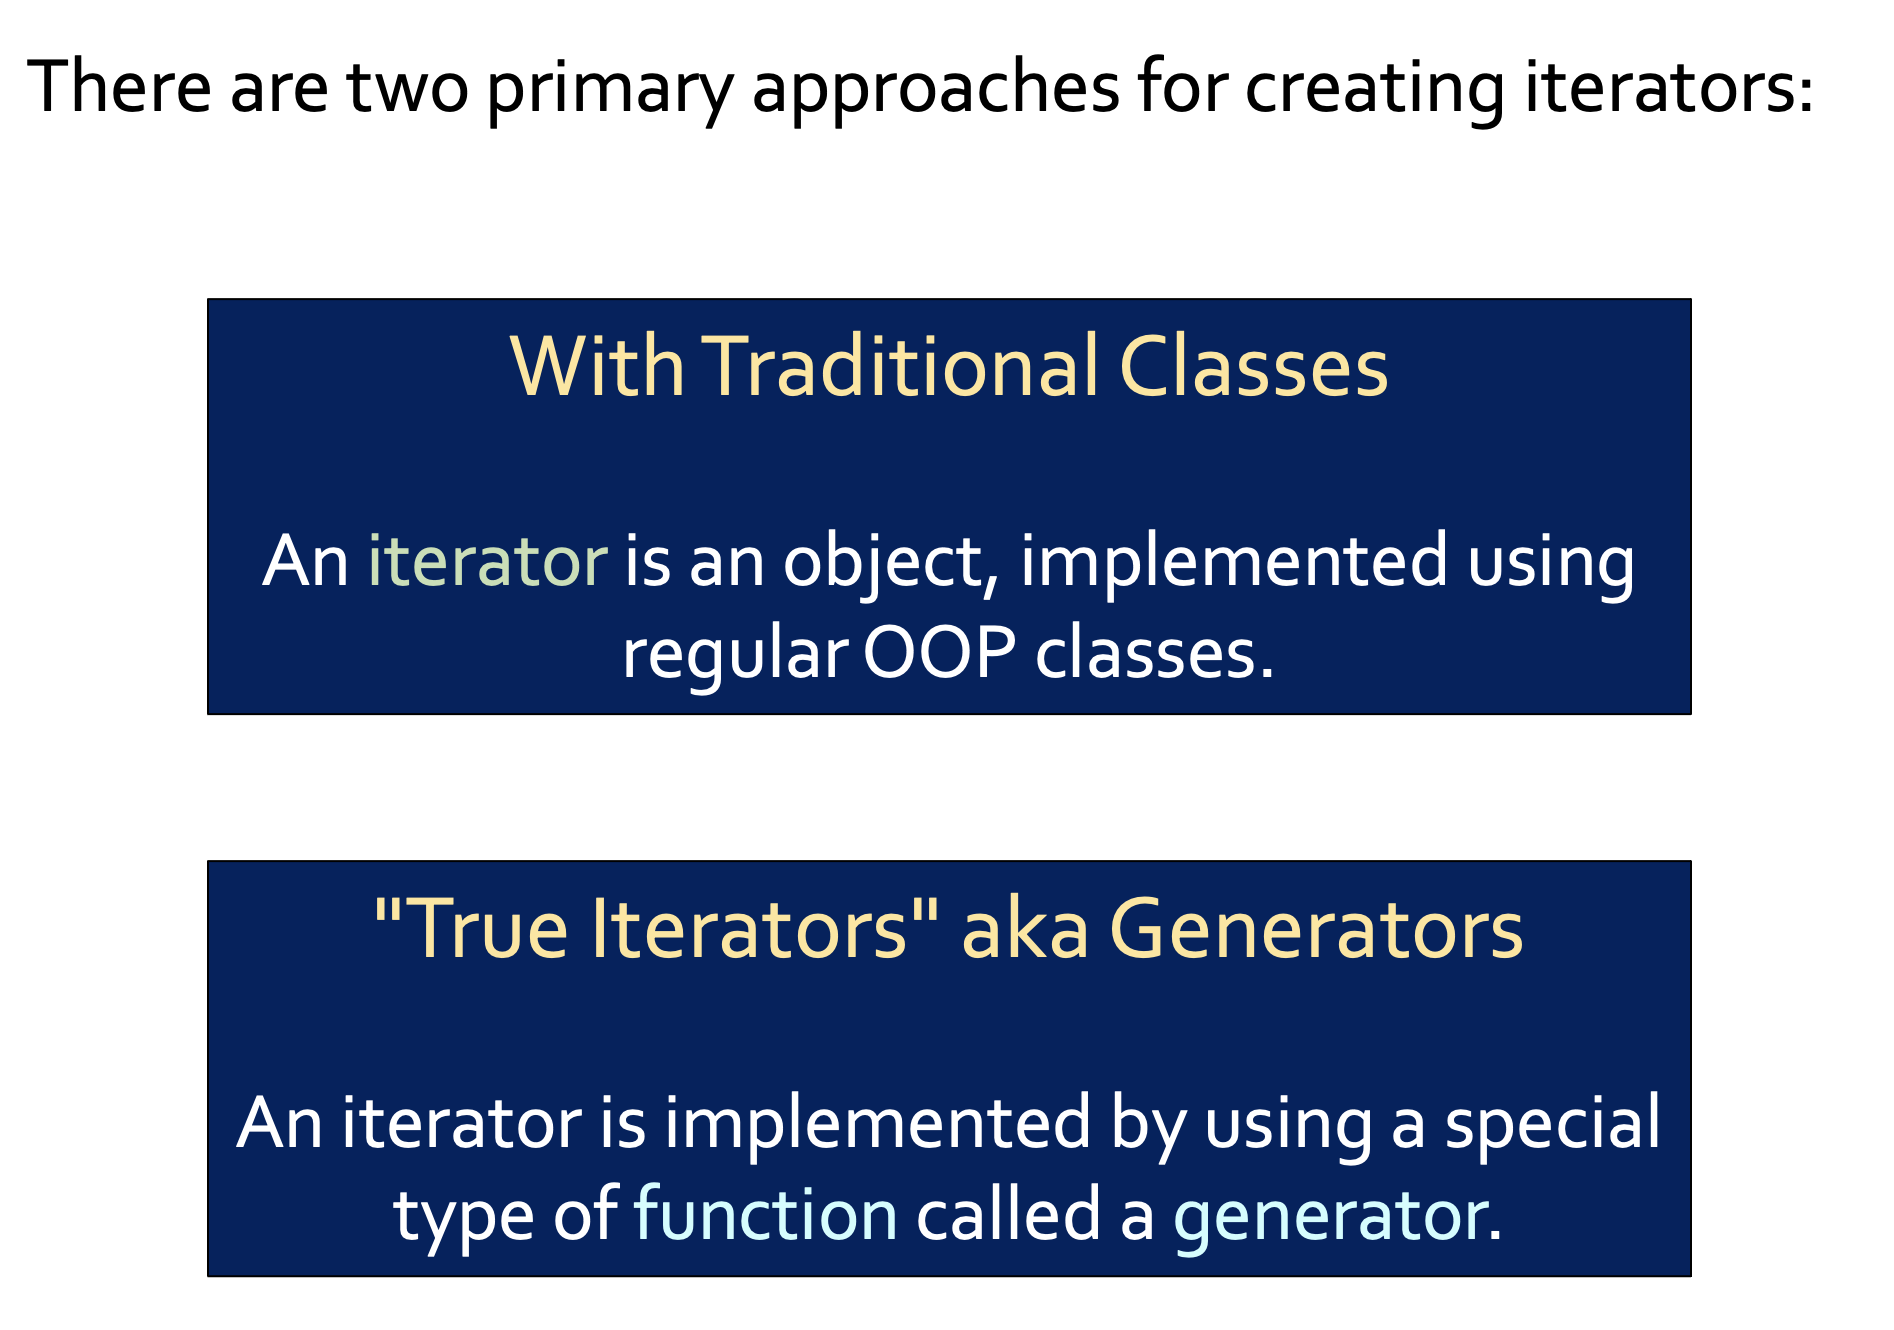 There are two primary approaches for creating iterators:
With Traditional Classes
An iterator is an object, implemented using
regular OOP classes.
"True Iterators" aka Generators
An iterator is implemented by using a special
type of function called a generator.